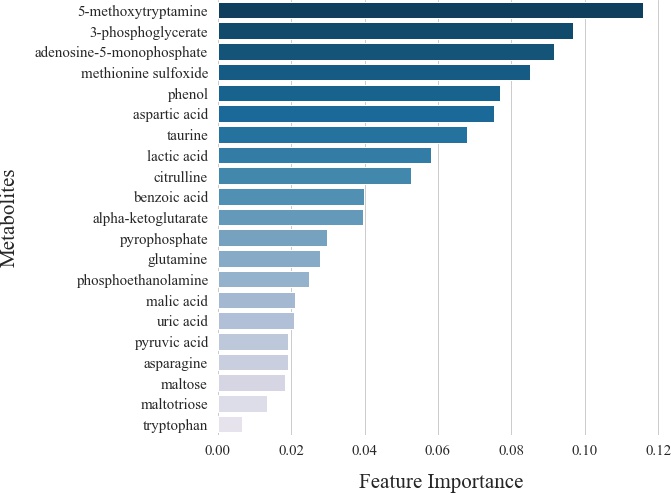 Metabolites
5-methoxytryptamine
3-phosphoglycerate
adenosine-5-monophosphate
methionine sulfoxide
phenol
aspartic acid
taurine
lactic acid
citrulline
benzoic acid
alpha-ketoglutarate
pyrophosphate
glutamine
phosphoethanolamine
malic acid
uric acid
pyruvic acid
asparagine
maltose
maltotriose
tryptophan
0.00 0.02 0.04 0.06 0.08 0.10 0.12
Feature Importance